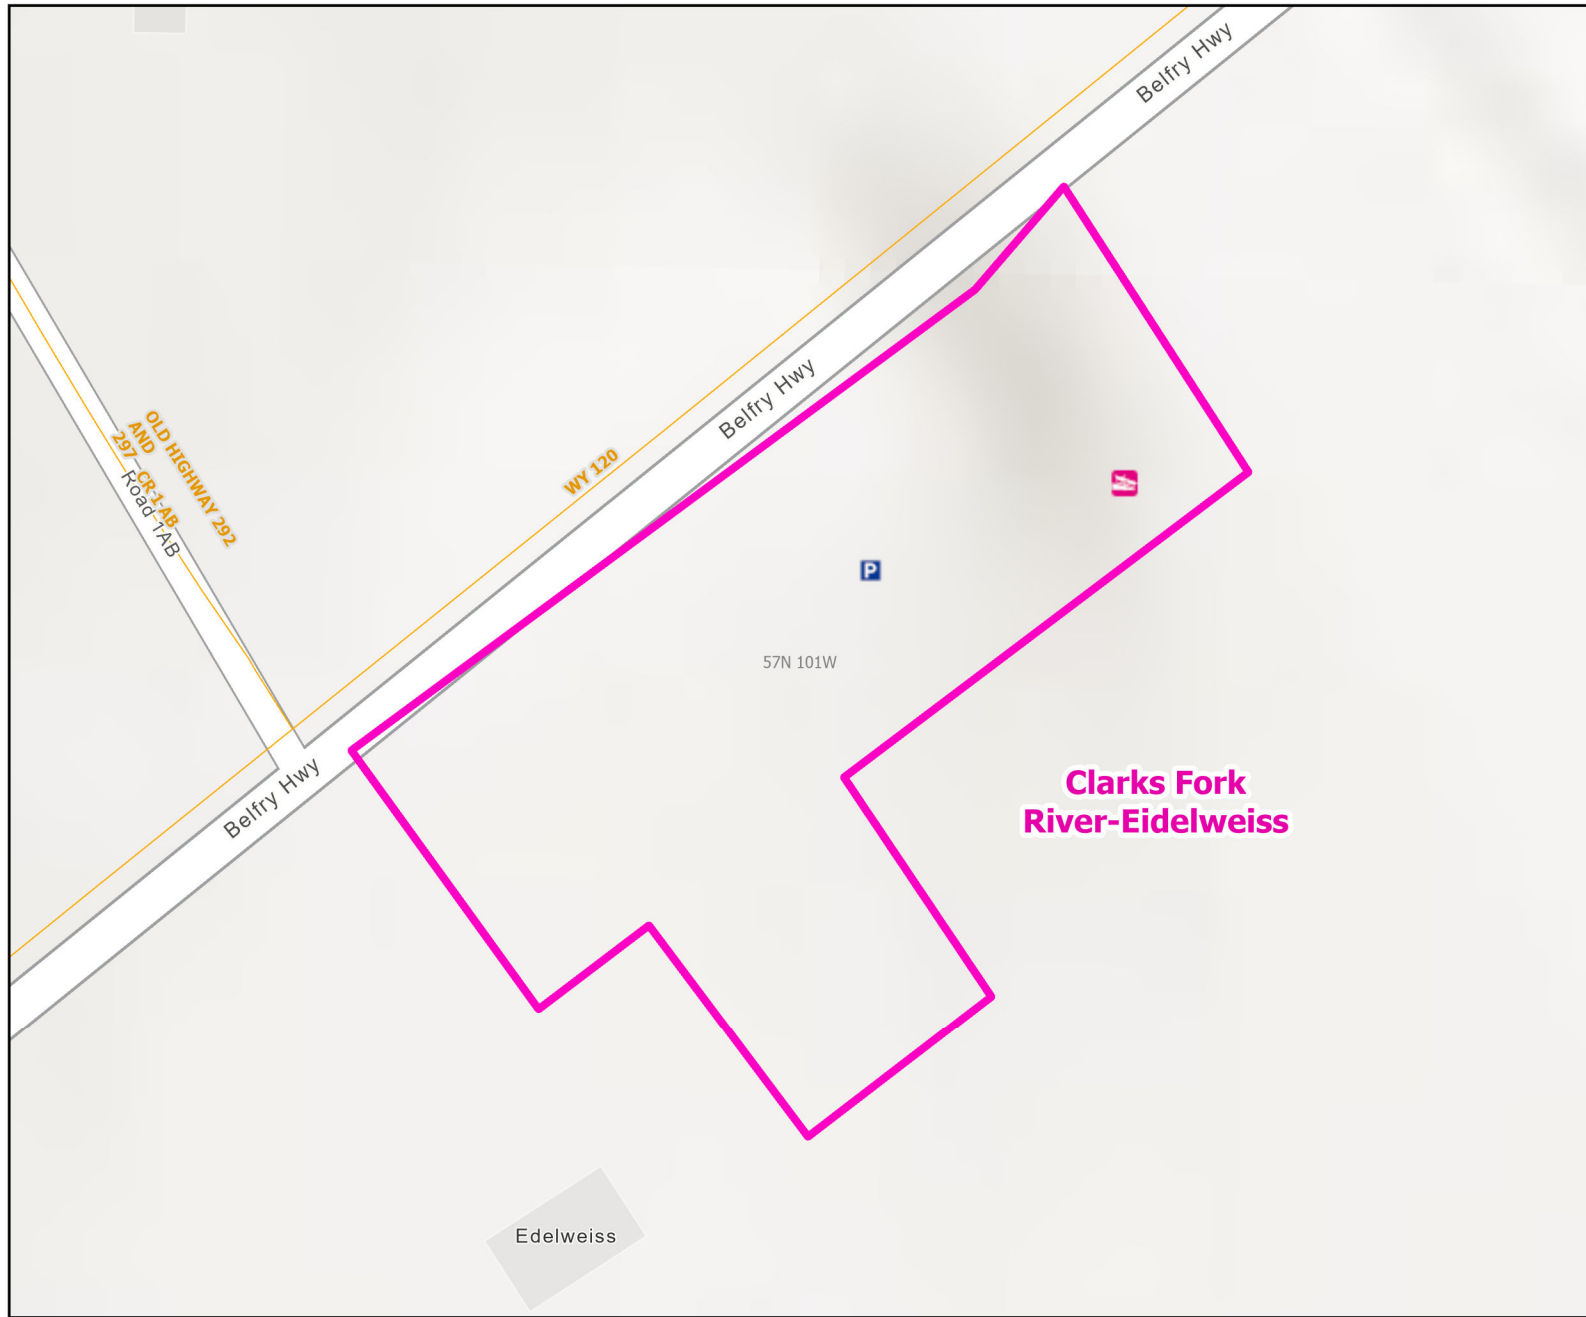 Belfry Hwy
Belfry Hwy
WY 120
OLD HIGHWAY 292
AND
297 CR 1-AB
Road 1AB
P
57N 101W
Belfry Hwy
Clarks Fork
River-Eidelweiss
Edelweiss